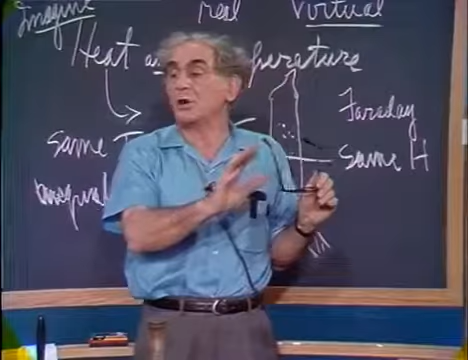 Imagine real Virtual
Heat perature
Faraday
same same H